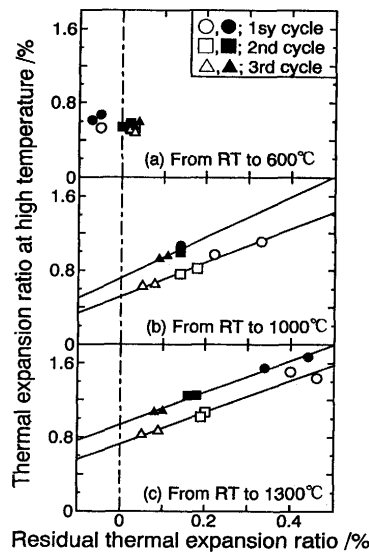 ○,●; 1sy cycle
□,■; 2nd cycle
△,▲; 3rd cycle
Thermal expansion ratio at high temperature /%
1.6
0.8
0
(a) From RT to 600℃
1.6
0.8
0
(b) From RT to 1000℃
1.6
0.8
0
(c) From RT to 1300℃
0 0.2 0.4
Residual thermal expansion ratio /%